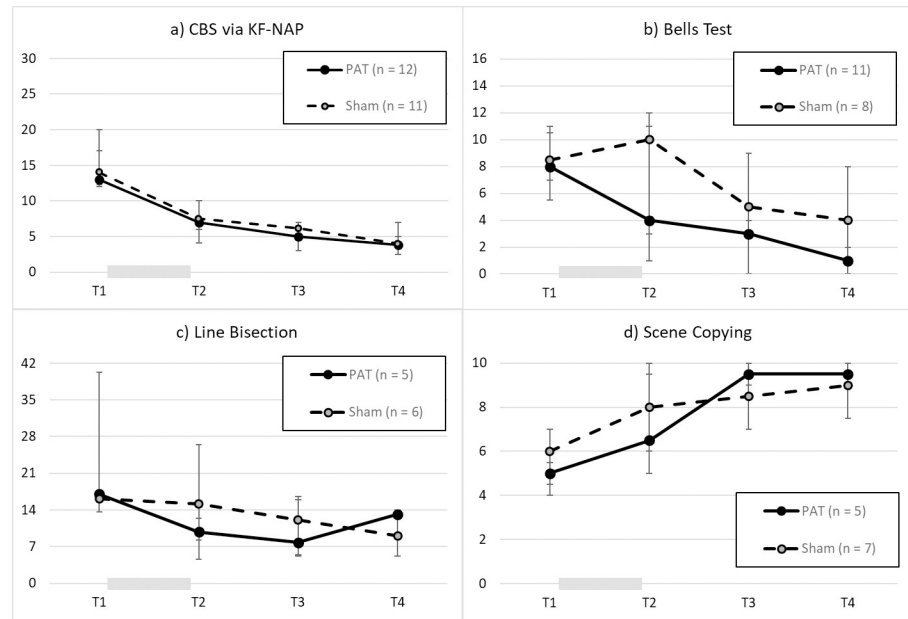 a) CBS via KF-NAP
30
25
20
15
10
5
0
PAT (n = 12)
Sham (n = 11)
T1 T2 T3 T4
b) Bells Test
16
14
12
10
8
6
4
2
0
PAT (n = 11)
Sham (n = 8)
T1 T2 T3 T4
c) Line Bisection
42
35
28
21
14
7
0
PAT (n = 5)
Sham (n = 6)
T1 T2 T3 T4
d) Scene Copying
10
8
6
4
2
0
PAT (n = 5)
Sham (n = 7)
T1 T2 T3 T4